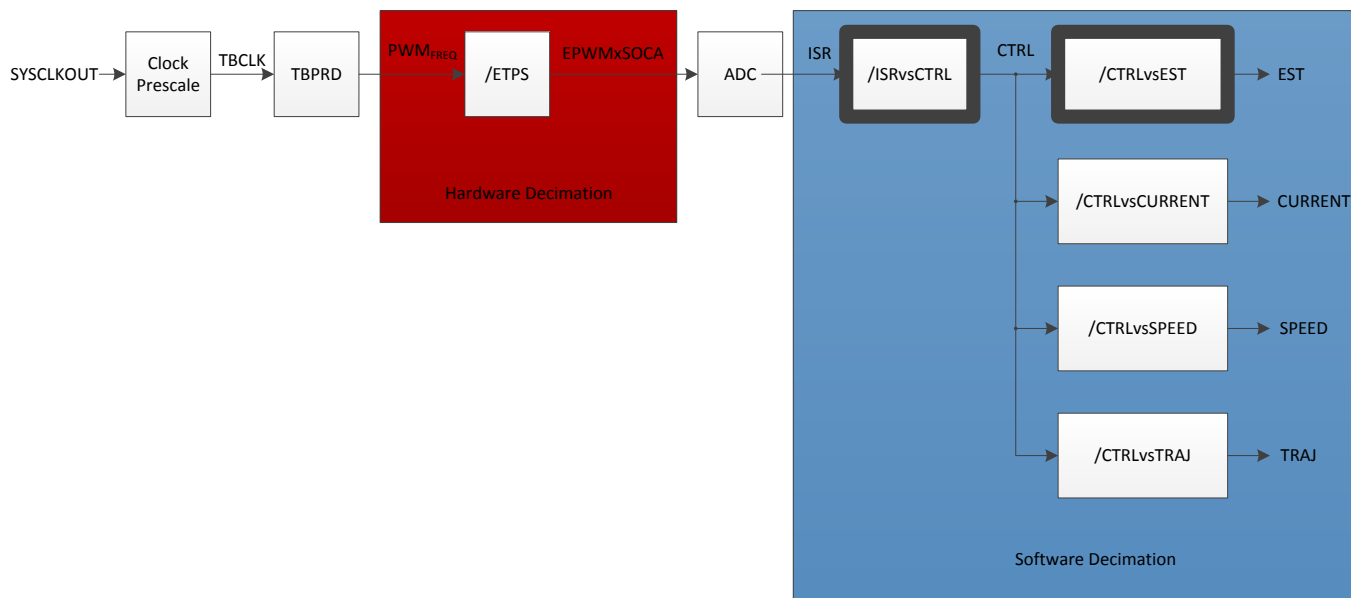 SYSCLKOUT
Clock
Prescale
TBCLK
TBPRD
PWMFREQ
/ETPS
EPWMxSOCA
Hardware Decimation
ADC
ISR
/ISRvsCTRL
CTRL
/CTRLvsEST
EST
/CTRLvsCURRENT
CURRENT
/CTRLvsSPEED
SPEED
/CTRLvsTRAJ
TRAJ
Software Decimation